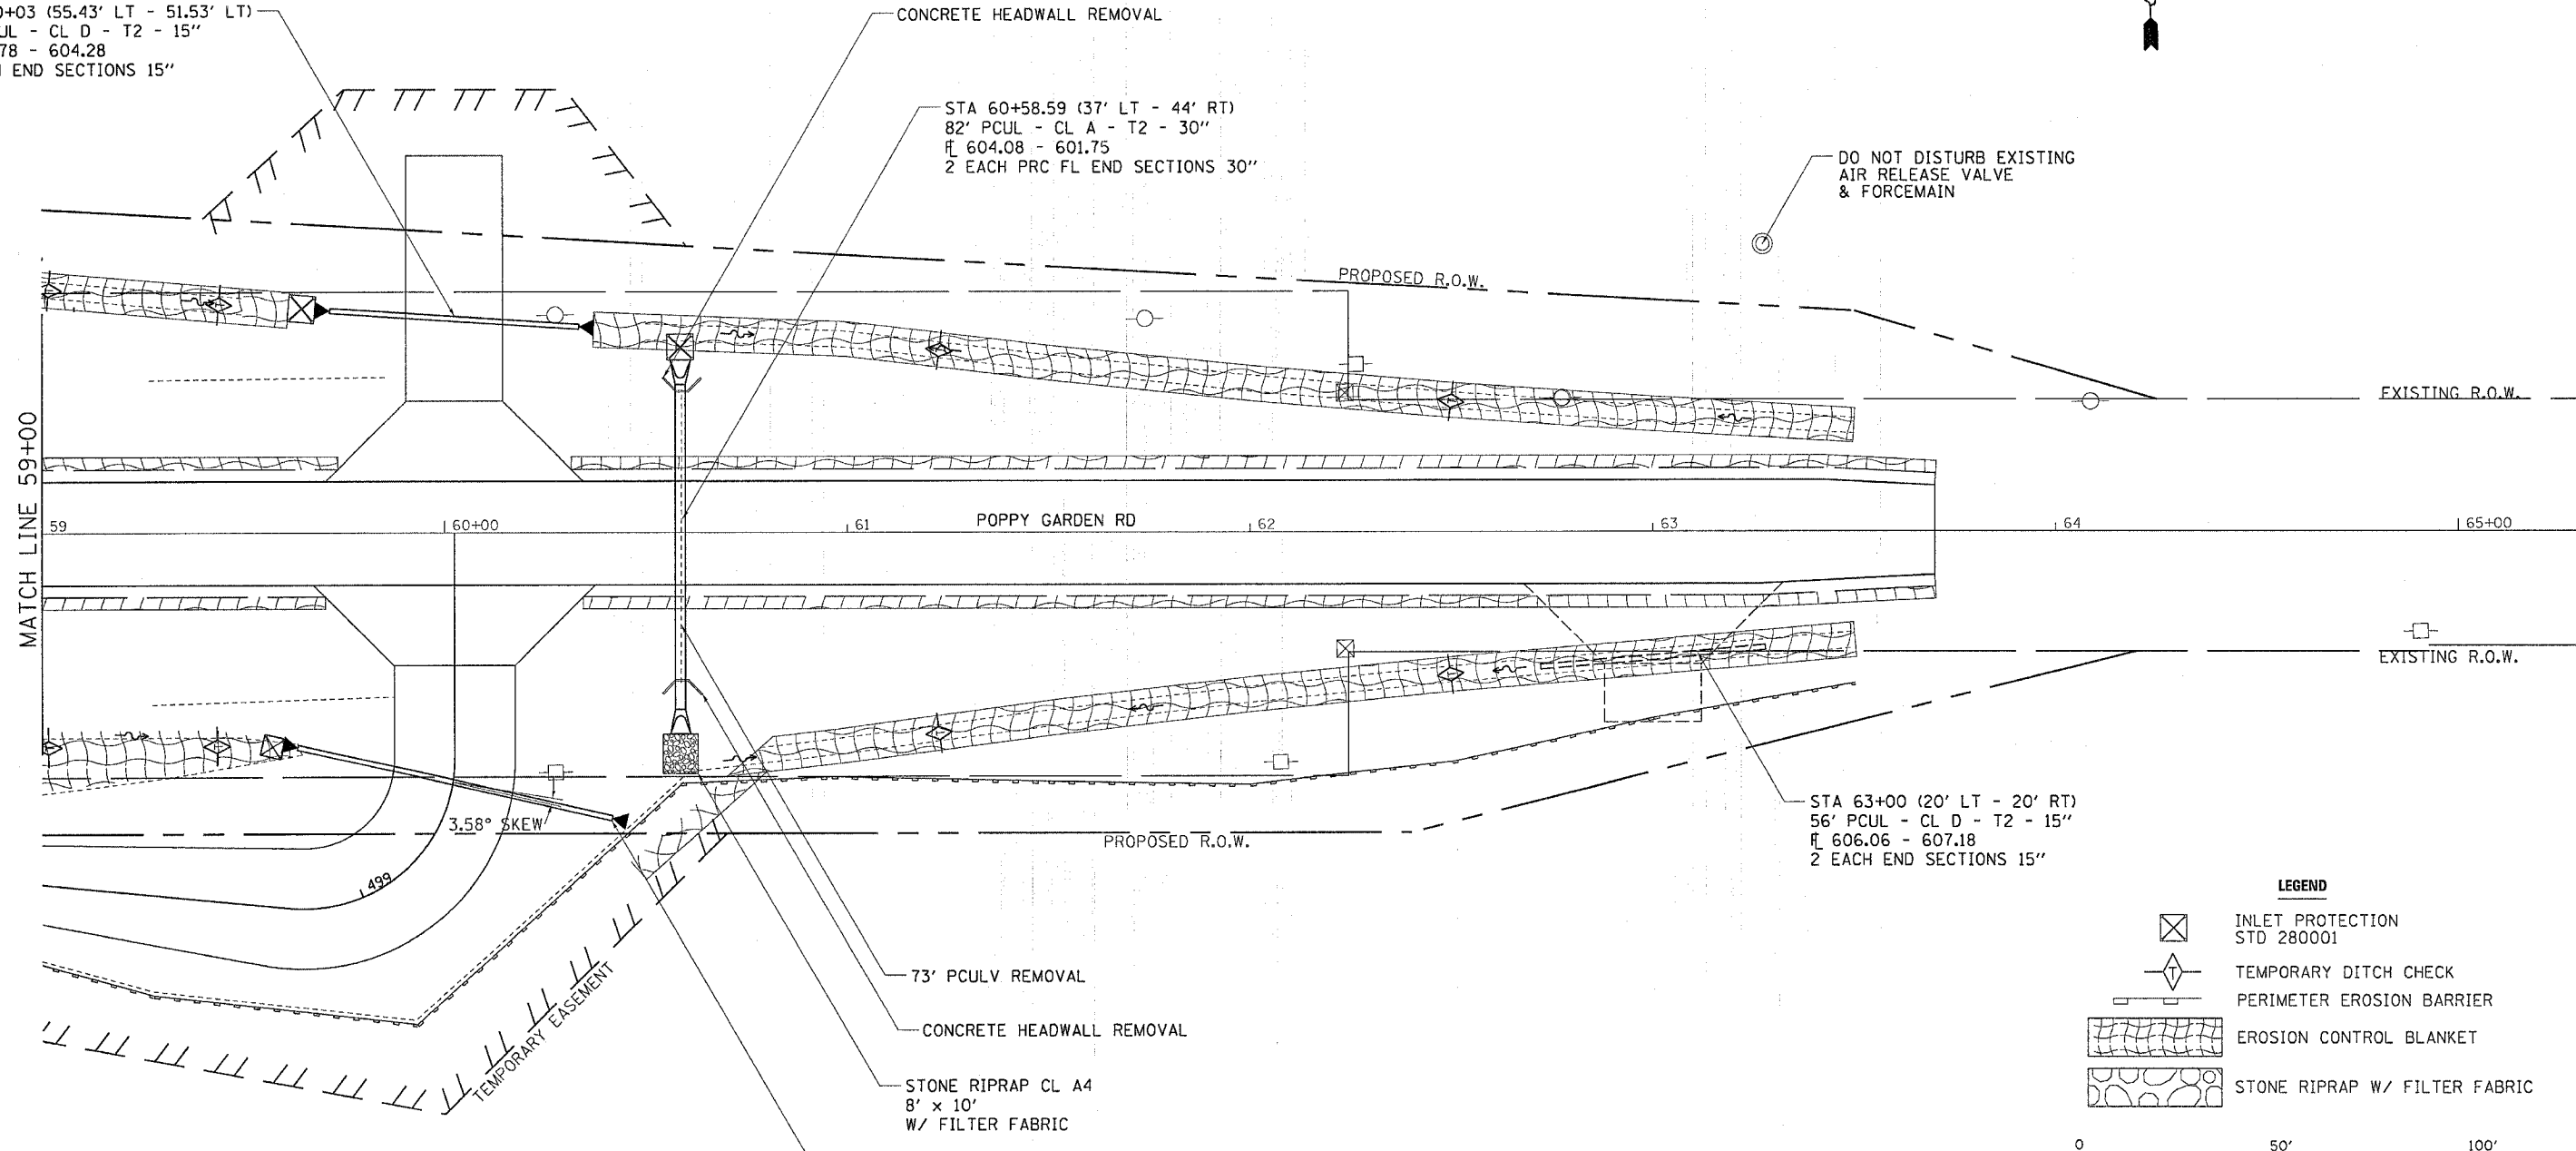 0+03 (55.43' LT - 51.53' LT)
UL - CL D - T2 - 15"
78 - 604.28
END SECTIONS 15"
CONCRETE HEADWALL REMOVAL
STA 60+58.59 (37' LT - 44' RT)
82' PCUL - CL A - T2 - 30"
FL 604.08 - 601.75
2 EACH PRC FL END SECTIONS 30"
DO NOT DISTURB EXISTING
AIR RELEASE VALVE
& FORCEMAIN
PROPOSED R.O.W.
EXISTING R.O.W.
MATCH LINE 59+00
59
60+00
61
POPPY GARDEN RD
62
63
64
65+00
EXISTING R.O.W.
3.58° SKEW
PROPOSED R.O.W.
499
TEMPORARY EASEMENT
STA 63+00 (20' LT - 20' RT)
56' PCUL - CL D - T2 - 15"
FL 606.06 - 607.18
2 EACH END SECTIONS 15"
73' PCULV REMOVAL
CONCRETE HEADWALL REMOVAL
STONE RIPRAP CL A4
8' x 10'
W/ FILTER FABRIC
LEGEND
INLET PROTECTION
STD 280001
T
TEMPORARY DITCH CHECK
PERIMETER EROSION BARRIER
EROSION CONTROL BLANKET
STONE RIPRAP W/ FILTER FABRIC
0 50' 100'